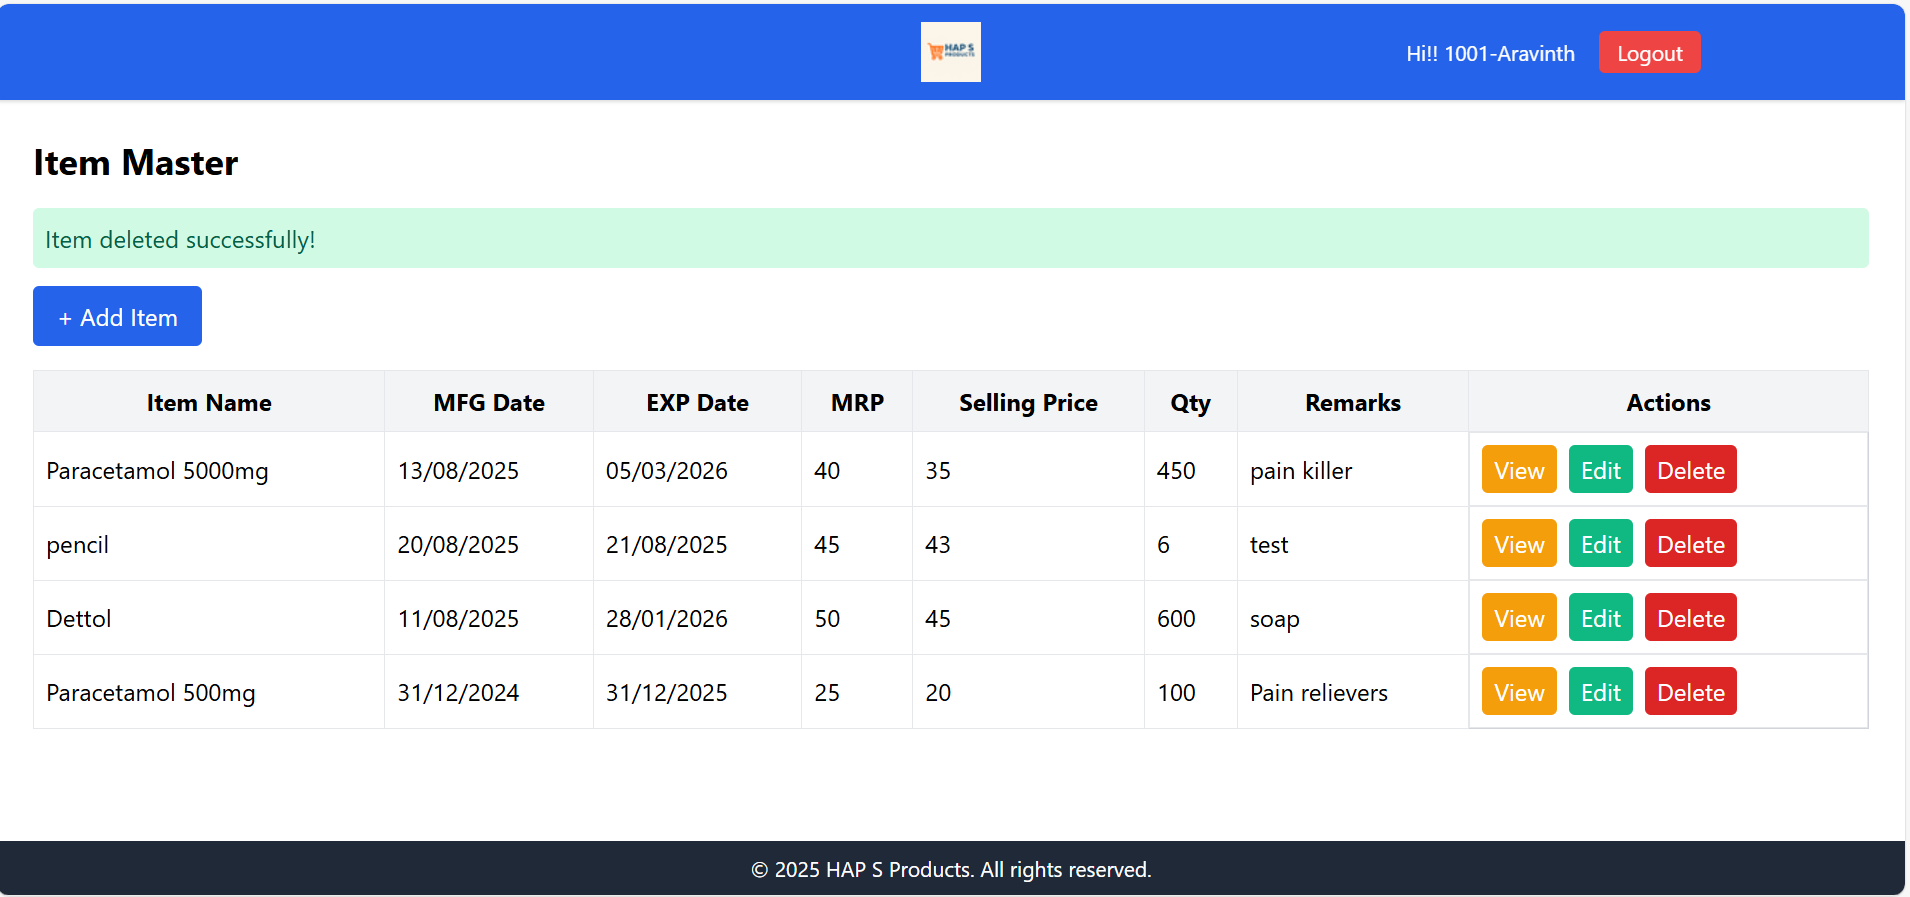 HAP S
PRODUCTS
Hi!! 1001-Aravinth
Logout
Item Master
Item deleted successfully!
+ Add Item
Item Name MFG Date EXP Date MRP Selling Price Qty Remarks Actions
Paracetamol 5000mg 13/08/2025 05/03/2026 40 35 450 pain killer View Edit Delete
pencil 20/08/2025 21/08/2025 45 43 6 test View Edit Delete
Dettol 11/08/2025 28/01/2026 50 45 600 soap View Edit Delete
Paracetamol 500mg 31/12/2024 31/12/2025 25 20 100 Pain relievers View Edit Delete
© 2025 HAP S Products. All rights reserved.